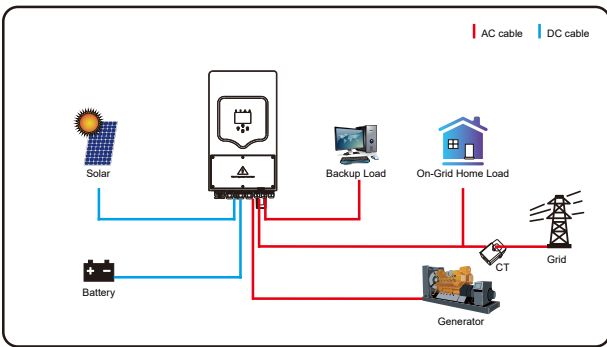 AC cable
DC cable
Solar
Backup Load
On-Grid Home Load
CT
Grid
Battery
Generator